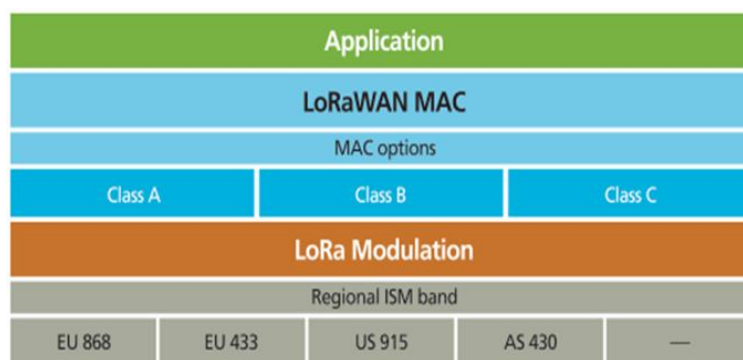 Application
LoRaWAN MAC
MAC options
Class A Class B Class C
LoRa Modulation
Regional ISM band
EU 868 EU 433 US 915 AS 430 —